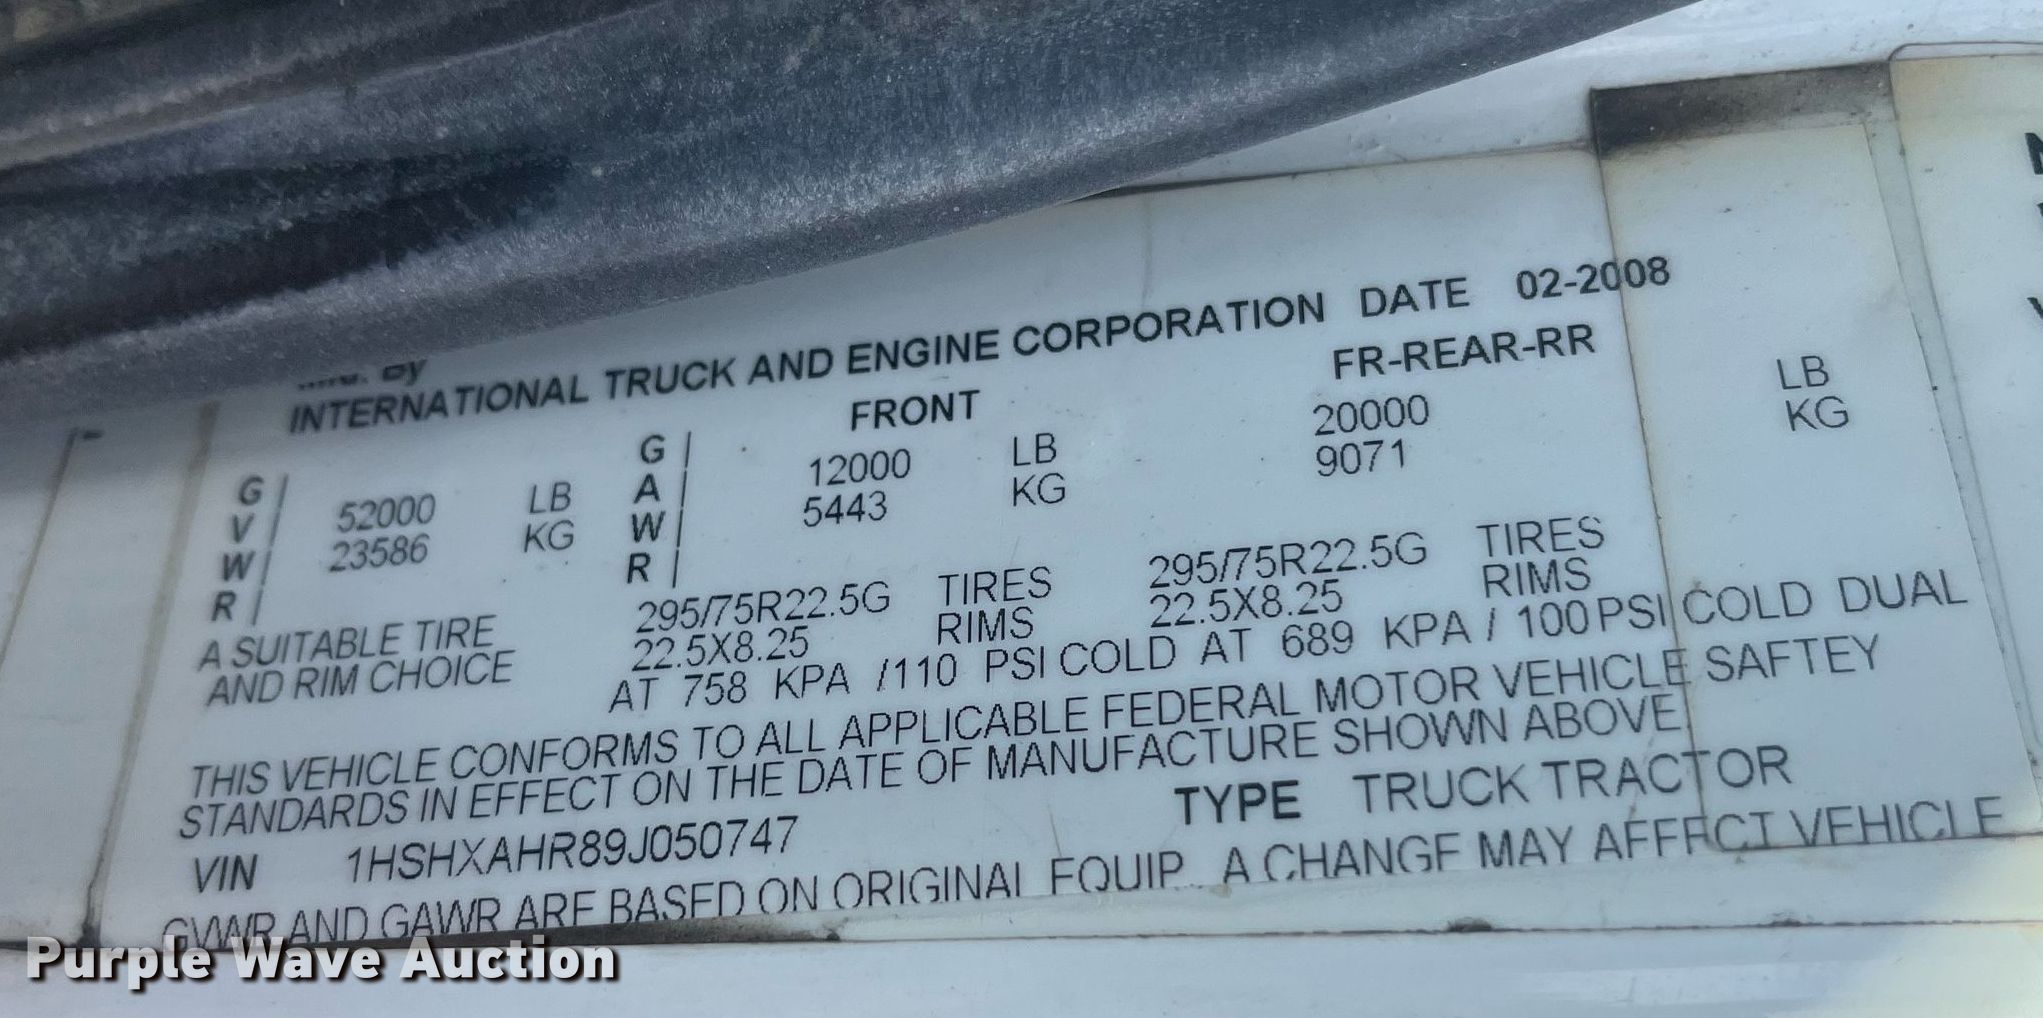 By
INTERNATIONAL TRUCK AND ENGINE CORPORATION DATE 02-2008
FRONT FR-REAR-RR
G V W R 52000 LB
23586 KG
G A W R 12000 LB 20000 LB
5443 KG 9071 KG
A SUITABLE TIRE 295/75R22.5G TIRES 295/75R22.5G TIRES
AND RIM CHOICE 22.5X8.25 RIMS 22.5X8.25 RIMS
AT 758 KPA /110 PSI COLD AT 689 KPA / 100 PSI COLD DUAL
THIS VEHICLE CONFORMS TO ALL APPLICABLE FEDERAL MOTOR VEHICLE SAFTEY
STANDARDS IN EFFECT ON THE DATE OF MANUFACTURE SHOWN ABOVE
VIN 1HSHXAHR89J050747 TYPE TRUCK TRACTOR
GVWR AND GAWR ARE BASED ON ORIGINAL EQUIP. A CHANGE MAY AFFECT VEHICLE
Purple Wave Auction